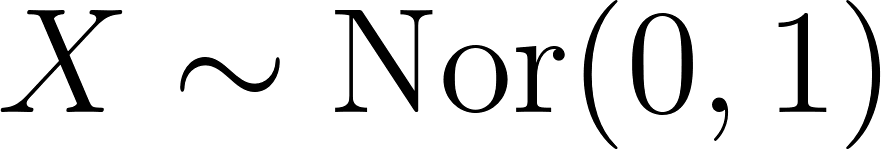 X ∼ Nor(0, 1)